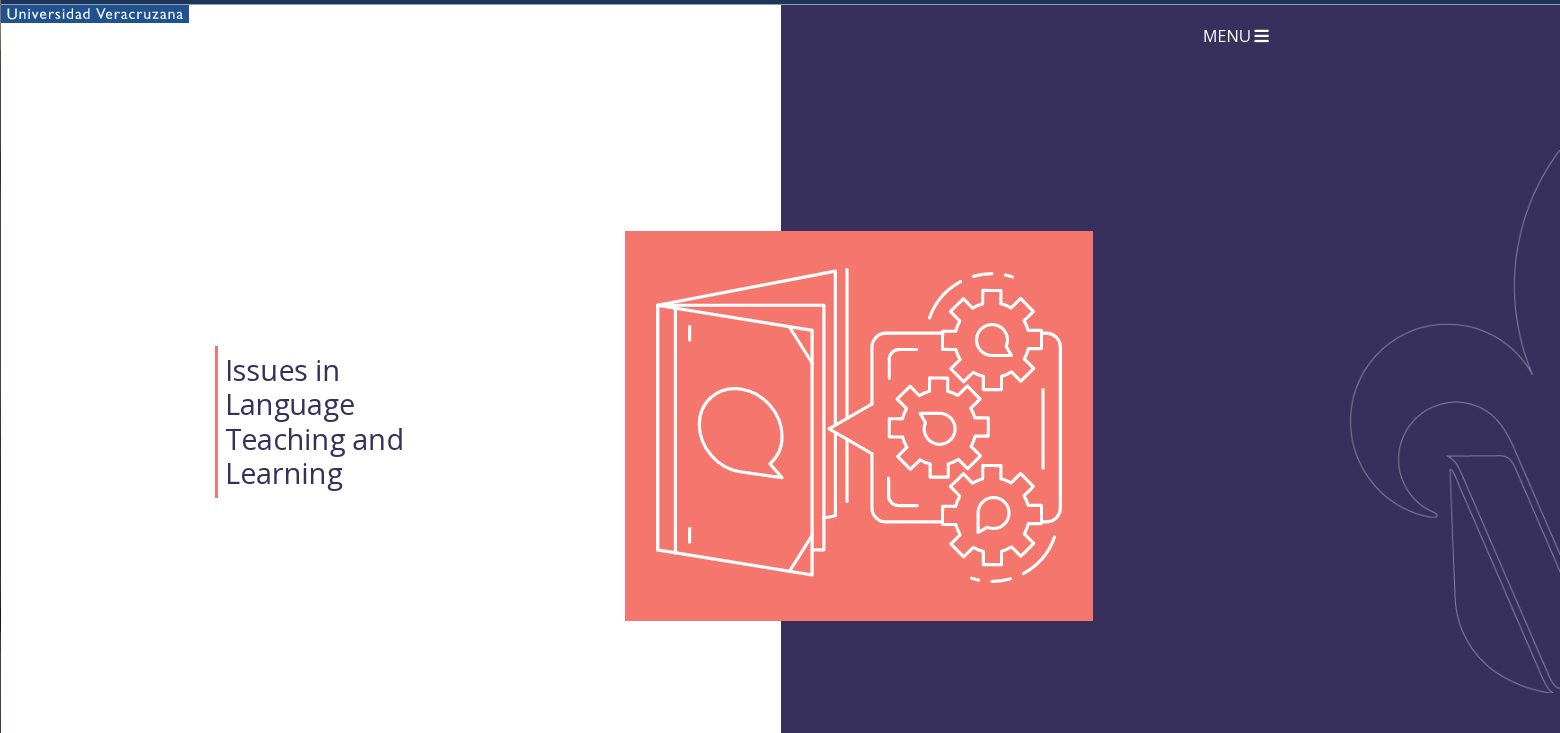 Universidad Veracruzana
MENU
Issues in
Language
Teaching and
Learning